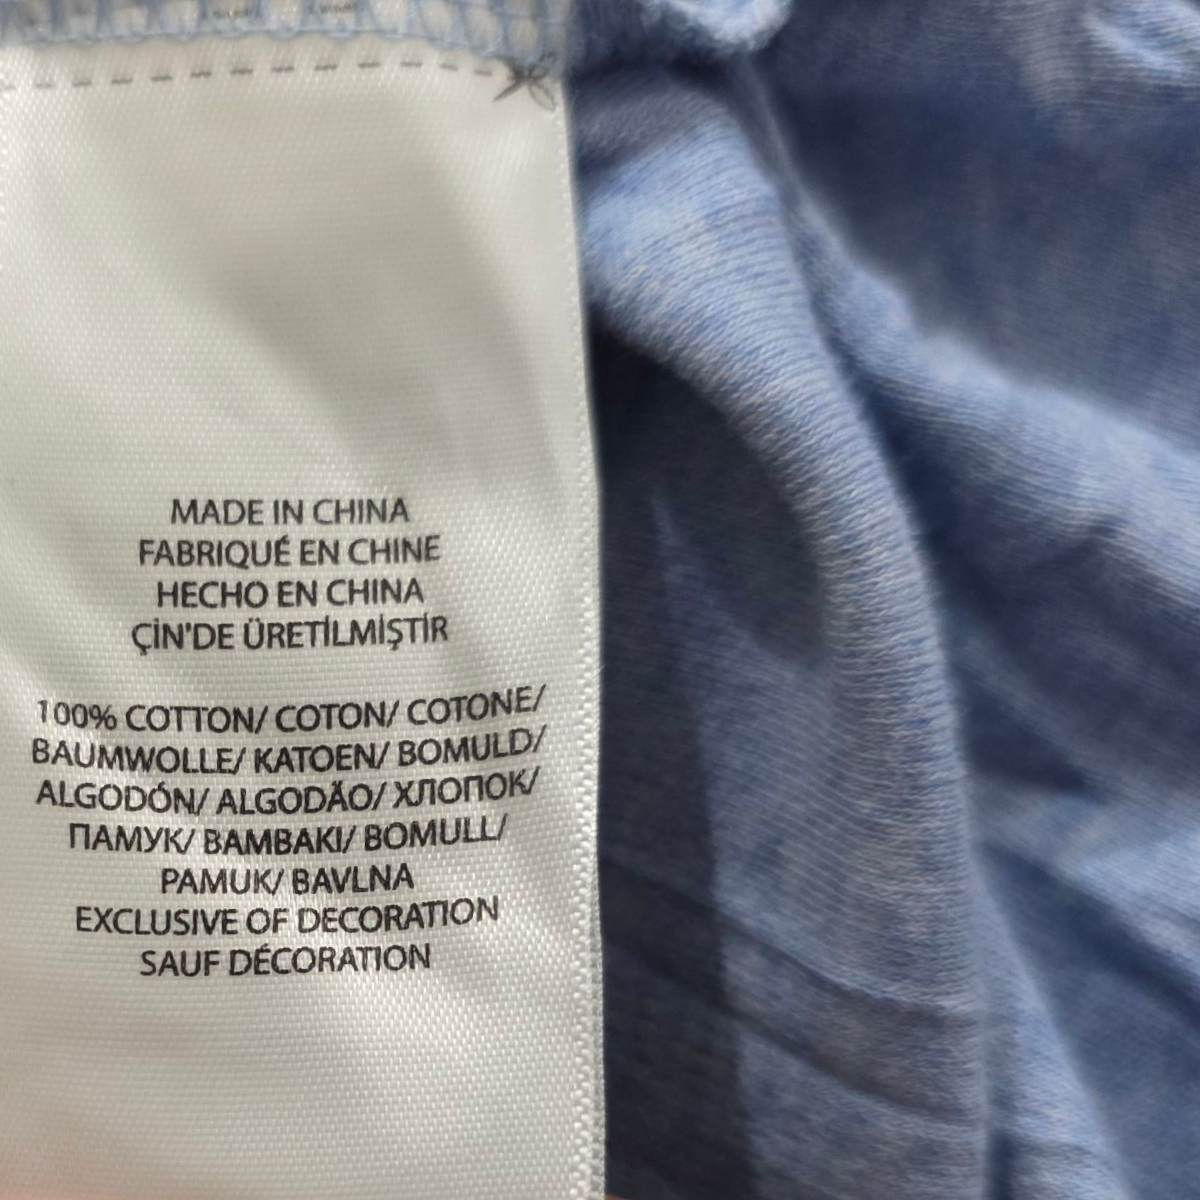 MADE IN CHINA
FABRIQUÉ EN CHINE
HECHO EN CHINA
ÇİN'DE ÜRETİLMİŞTİR
100% COTTON/ COTON/ COTONE/
BAUMWOLLE/ KATOEN/ BOMULD/
ALGODÓN/ ALGODÃO/ ХЛОПОК/
ПАМУК/ BAMBAKI/ BOMULL/
PAMUK/ BAVLNA
EXCLUSIVE OF DECORATION
SAUF DÉCORATION